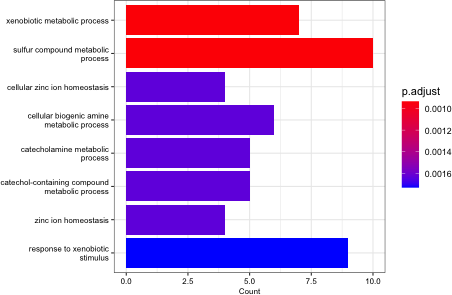 xenobiotic metabolic process
sulfur compound metabolic
process
cellular zinc ion homeostasis
cellular biogenic amine
metabolic process
catecholamine metabolic
process
catechol-containing compound
metabolic process
zinc ion homeostasis
response to xenobiotic
stimulus
0.0
2.5
5.0
7.5
10.0
Count
p.adjust
0.0010
0.0012
0.0014
0.0016